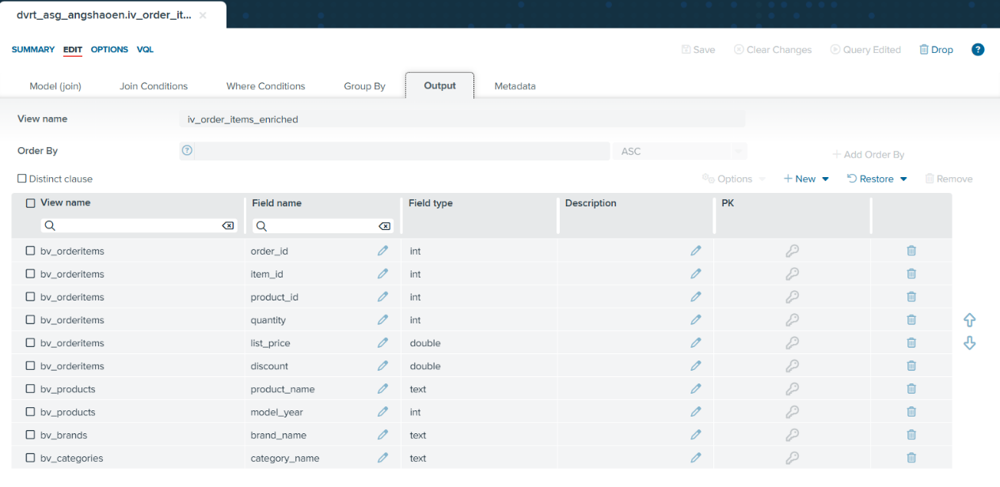 dvrt_asg_angshaoen.iv_order_it...
SUMMARY EDIT OPTIONS VQL Save Clear Changes Query Edited Drop ?
Model (join) Join Conditions Where Conditions Group By Output Metadata
View name iv_order_items_enriched
Order By ? ASC + Add Order By
Distinct clause Options + New Restore Remove
View name Field name Field type Description PK
bv_orderitems order_id int
bv_orderitems item_id int
bv_orderitems product_id int
bv_orderitems quantity int
bv_orderitems list_price double
bv_orderitems discount double
bv_products product_name text
bv_products model_year int
bv_brands brand_name text
bv_categories category_name text